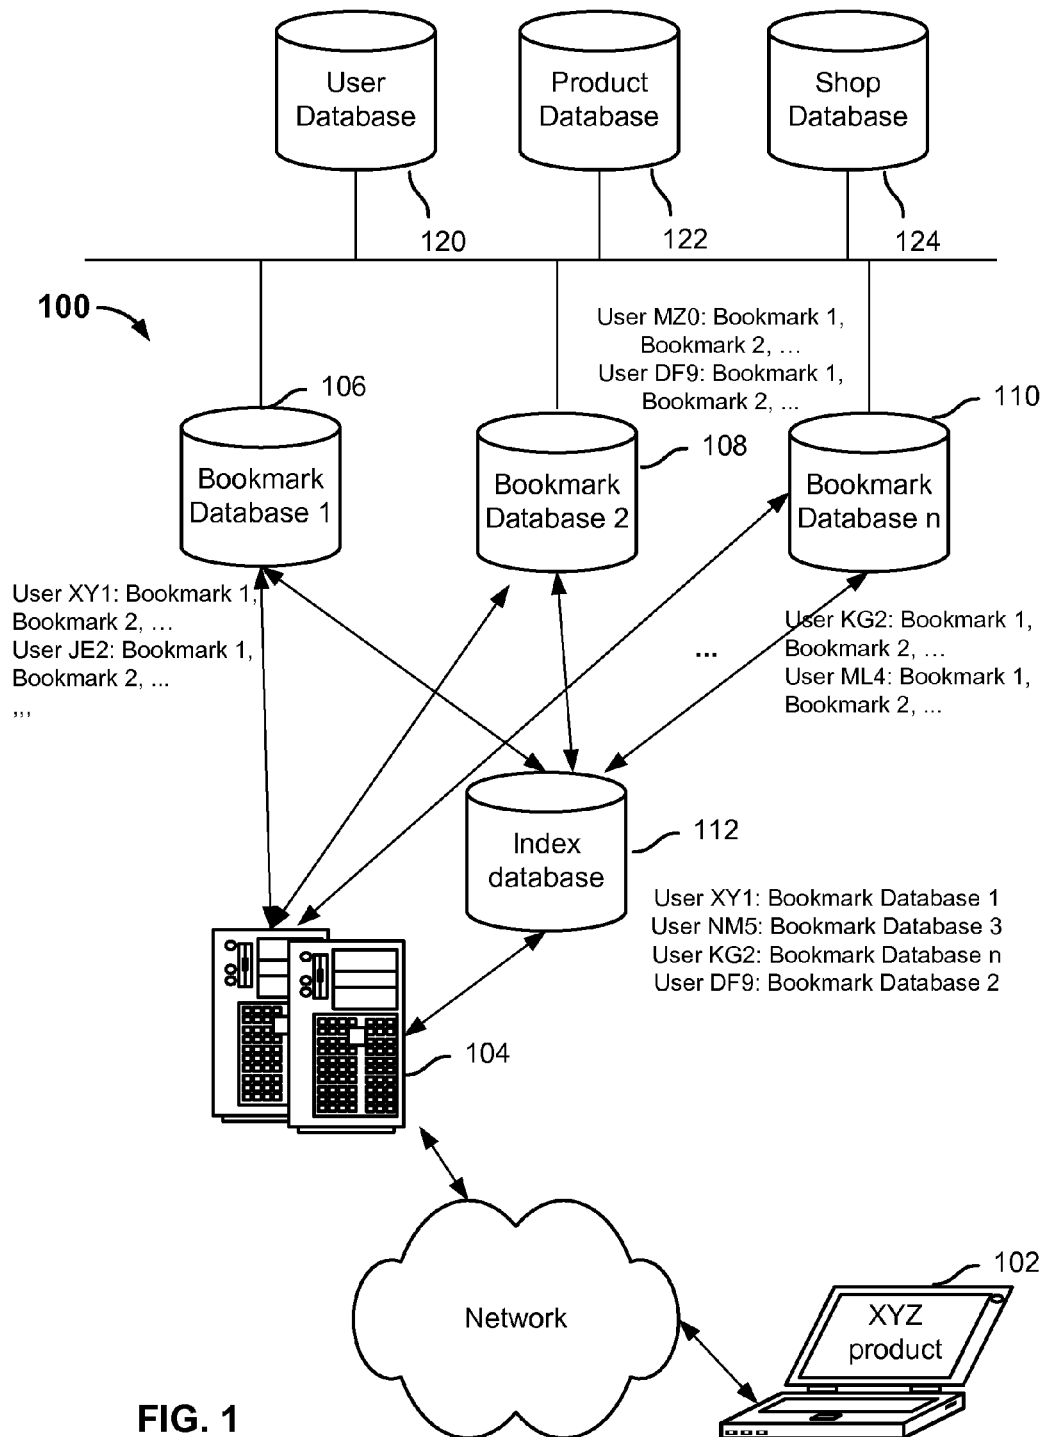 User
Database
Product
Database
Shop
Database
120
122
124
100
User MZ0: Bookmark 1,
Bookmark 2, …
User DF9: Bookmark 1,
Bookmark 2, ...
106
108
110
Bookmark
Database 1
Bookmark
Database 2
Bookmark
Database n
User XY1: Bookmark 1,
Bookmark 2, …
User JE2: Bookmark 1,
Bookmark 2, ...
,,,
...
User KG2: Bookmark 1,
Bookmark 2, …
User ML4: Bookmark 1,
Bookmark 2, ...
Index
database
112
User XY1: Bookmark Database 1
User NM5: Bookmark Database 3
User KG2: Bookmark Database n
User DF9: Bookmark Database 2
104
Network
102
XYZ
product
FIG. 1